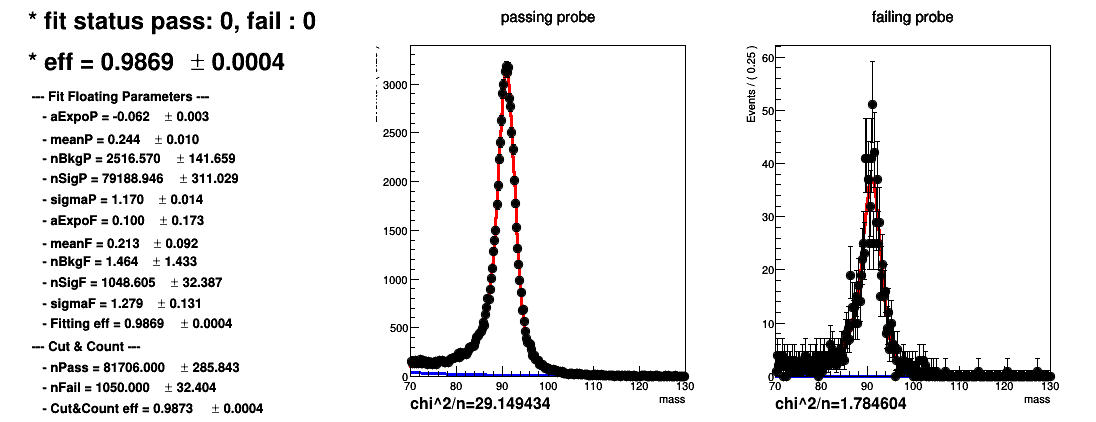 * fit status pass: 0, fail : 0
* eff = 0.9869 ± 0.0004
--- Fit Floating Parameters ---
- aExpoP = -0.062 ± 0.003
- meanP = 0.244 ± 0.010
- nBkgP = 2516.570 ± 141.659
- nSigP = 79188.946 ± 311.029
- sigmaP = 1.170 ± 0.014
- aExpoF = 0.100 ± 0.173
- meanF = 0.213 ± 0.092
- nBkgF = 1.464 ± 1.433
- nSigF = 1048.605 ± 32.387
- sigmaF = 1.279 ± 0.131
- Fitting eff = 0.9869 ± 0.0004
--- Cut & Count ---
- nPass = 81706.000 ± 285.843
- nFail = 1050.000 ± 32.404
- Cut&Count eff = 0.9873 ± 0.0004
passing probe
3000
2500
2000
1500
1000
500
0
70 80 90 100 110 120 130
mass
chi^2/n=29.149434
failing probe
Events / ( 0.25 )
60
50
40
30
20
10
0
70 80 90 100 110 120 130
mass
chi^2/n=1.784604